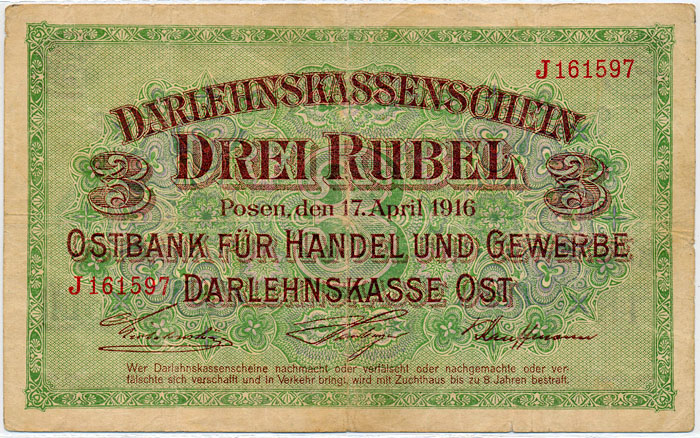 J161597
DARLEHNSKASSENSCHEIN
3 DREI RUBEL 3
Posen, den 17. April 1916
OSTBANK FÜR HANDEL UND GEWERBE
J161597 DARLEHNSKASSE OST
Wer Darlahnskassenscheine nachmacht oder verfälscht oder nachgemachte oder ver-
fälschte sich verschafft und in Verkehr bringt, wird mit Zuchthaus bis zu 8 Jahren bestraft.